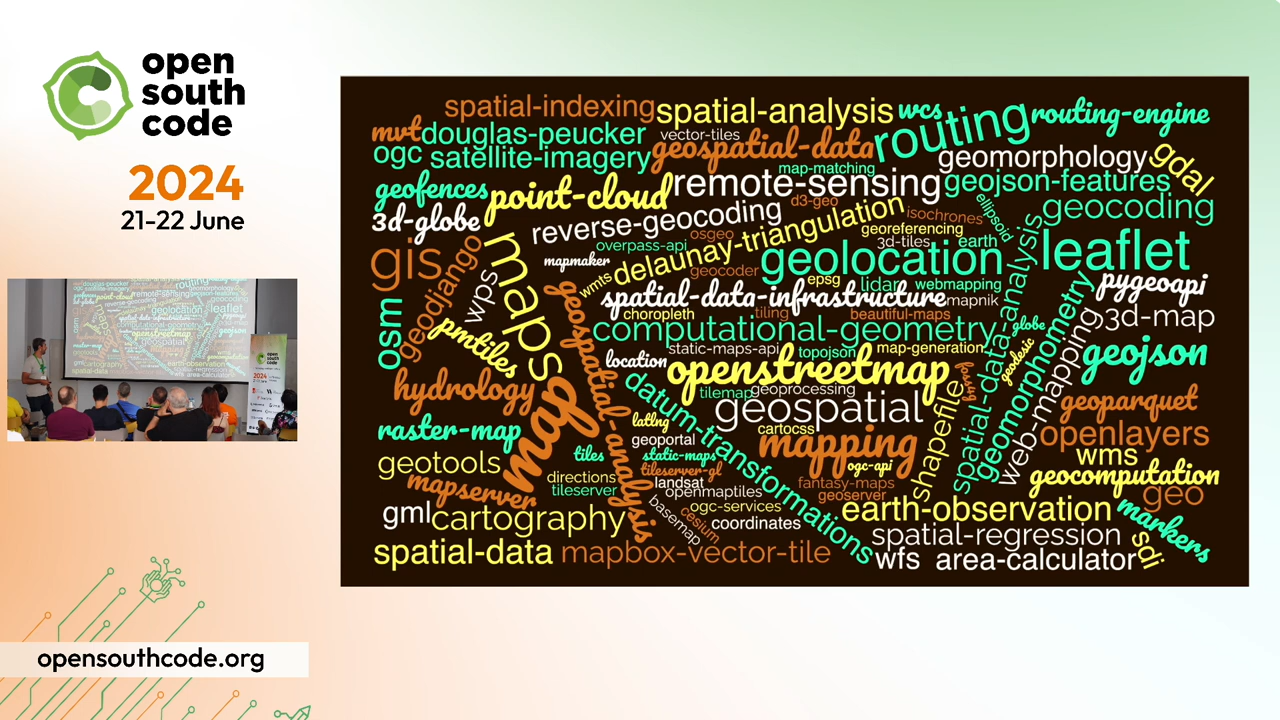 open
south
code
2024
21-22 June
opensouthcode.org
spatial-indexing
spatial-analysis
wcs
routing
routing-engine
mvt
douglas-peucker
vector-tiles
geospatial-data
ogc
satellite-imagery
map-matching
geomorphology
gdal
geofences
point-cloud
remote-sensing
geojson-features
3d-globe
reverse-geocoding
d3-geo
isochrones
ellipsoid
geocoding
gis
geodjango
wps
maps
overpass-api
osgeo
delaunay-triangulation
georeferencing
3d-tiles
earth
leaflet
mapmaker
geocoder
geolocation
wmts
epsg
lidar
webmapping
pygeoapi
osm
pmtiles
geospatial-analysis
spatial-data-infrastructure
mapnik
choropleth
tiling
beautiful-maps
3d-map
computational-geometry
globe
spatial-data-analysis
geomorphometry
web-mapping
location
static-maps-api
topojson
map-generation
geodesic
geojson
hydrology
map
openstreetmap
datum-transformations
tilemap
geoprocessing
geospatial
shapefile
geoparquet
raster-map
latlng
cartocss
mapping
openlayers
geoportal
tiles
static-maps
ogc-api
wms
geotools
tileserver-gl
geocomputation
mapserver
directions
tileserver
landsat
openmaptiles
fantasy-maps
geoserver
geo
gml
cartography
basemap
cesium
ogc-services
coordinates
earth-observation
markers
spatial-data
mapbox-vector-tile
spatial-regression
wfs
area-calculator
sdi